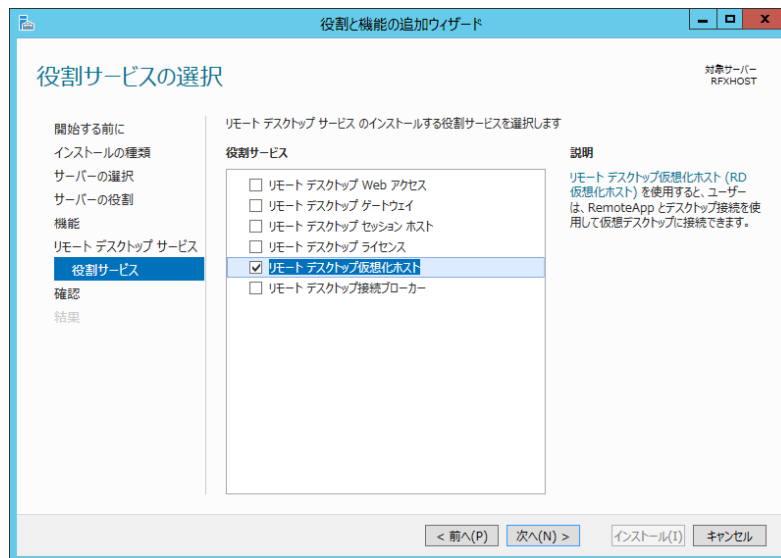 役割と機能の追加ウィザード
役割サービスの選択
対象サーバー
RFXHOST
開始する前に
インストールの種類
サーバーの選択
サーバーの役割
機能
リモート デスクトップ サービス
役割サービス
確認
結果
リモート デスクトップ サービス のインストールする役割サービスを選択します
役割サービス
リモート デスクトップ Web アクセス
リモート デスクトップ ゲートウェイ
リモート デスクトップ セッション ホスト
リモート デスクトップ ライセンス
リモート デスクトップ仮想化ホスト
リモート デスクトップ接続ブローカー
説明
リモート デスクトップ仮想化ホスト (RD
仮想化ホスト) を使用すると、ユーザー
は、RemoteApp とデスクトップ接続を使
用して仮想デスクトップに接続できます。
< 前へ(P)
次へ(N) >
インストール(I)
キャンセル